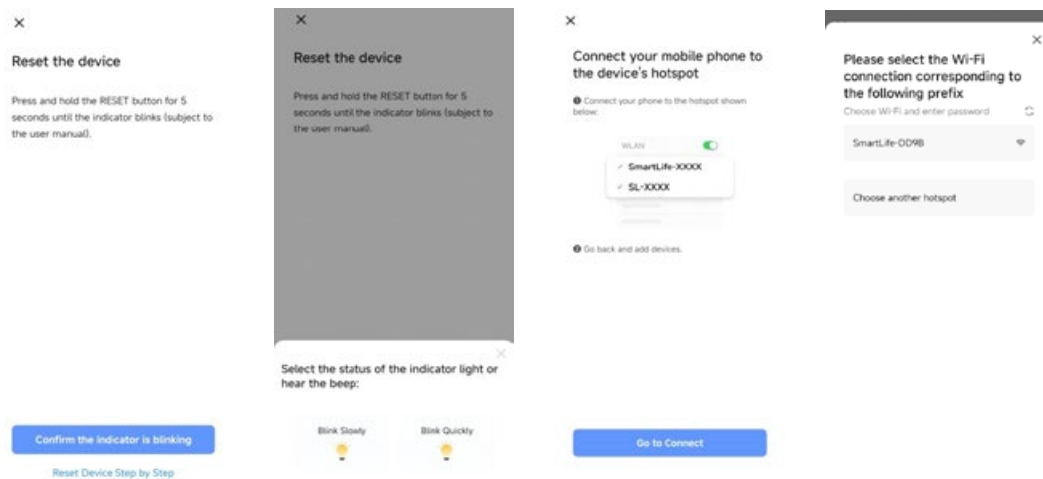 Reset the device
Press and hold the RESET button for 5
seconds until the indicator blinks (subject to
the user manual).
Confirm the indicator is blinking
Reset Device Step by Step
Reset the device
Press and hold the RESET button for 5
seconds until the indicator blinks (subject to
the user manual).
Select the status of the indicator light or
hear the beep:
Blink Slowly
Blink Quickly
Connect your mobile phone to
the device's hotspot
1 Connect your phone to the hotspot shown
below:
WLAN
SmartLife-XXXX
SL-XXXX
2 Go back and add devices.
Go to Connect
Please select the Wi-Fi
connection corresponding to
the following prefix
Choose Wi-Fi and enter password
SmartLife-DD9B
Choose another hotspot